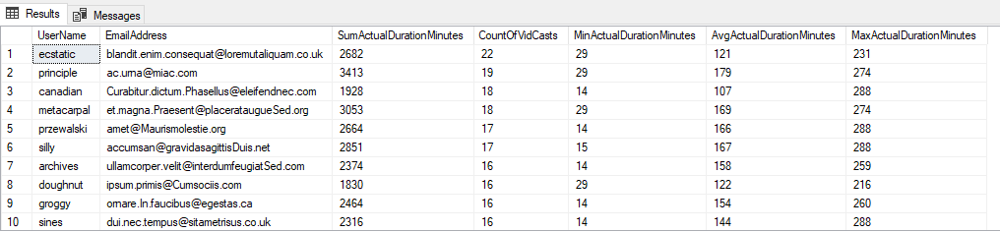 Results Messages
UserName EmailAddress SumActualDurationMinutes CountOfVidCasts MinActualDurationMinutes AvgActualDurationMinutes MaxActualDurationMinutes
1 ecstatic blandit.enim.consequat@loremutaliquam.co.uk 2682 22 29 121 231
2 principle ac.urna@miac.com 3413 19 29 179 274
3 canadian Curabitur.dictum.Phasellus@eleifendnec.com 1928 18 14 107 288
4 metacarpal et.magna.Praesent@placerataugueSed.org 3053 18 29 169 274
5 przewalski amet@Maurismolestie.org 2664 17 14 166 288
6 silly accumsan@gravidasagittisDuis.net 2851 17 15 167 288
7 archives ullamcorper.velit@interdumfeugiatSed.com 2374 16 14 158 259
8 doughnut ipsum.primis@Cumsociis.com 1830 16 29 122 216
9 groggy ornare.In.faucibus@egestas.ca 2464 16 14 154 260
10 sines dui.nec.tempus@sitametrisus.co.uk 2316 16 14 144 288